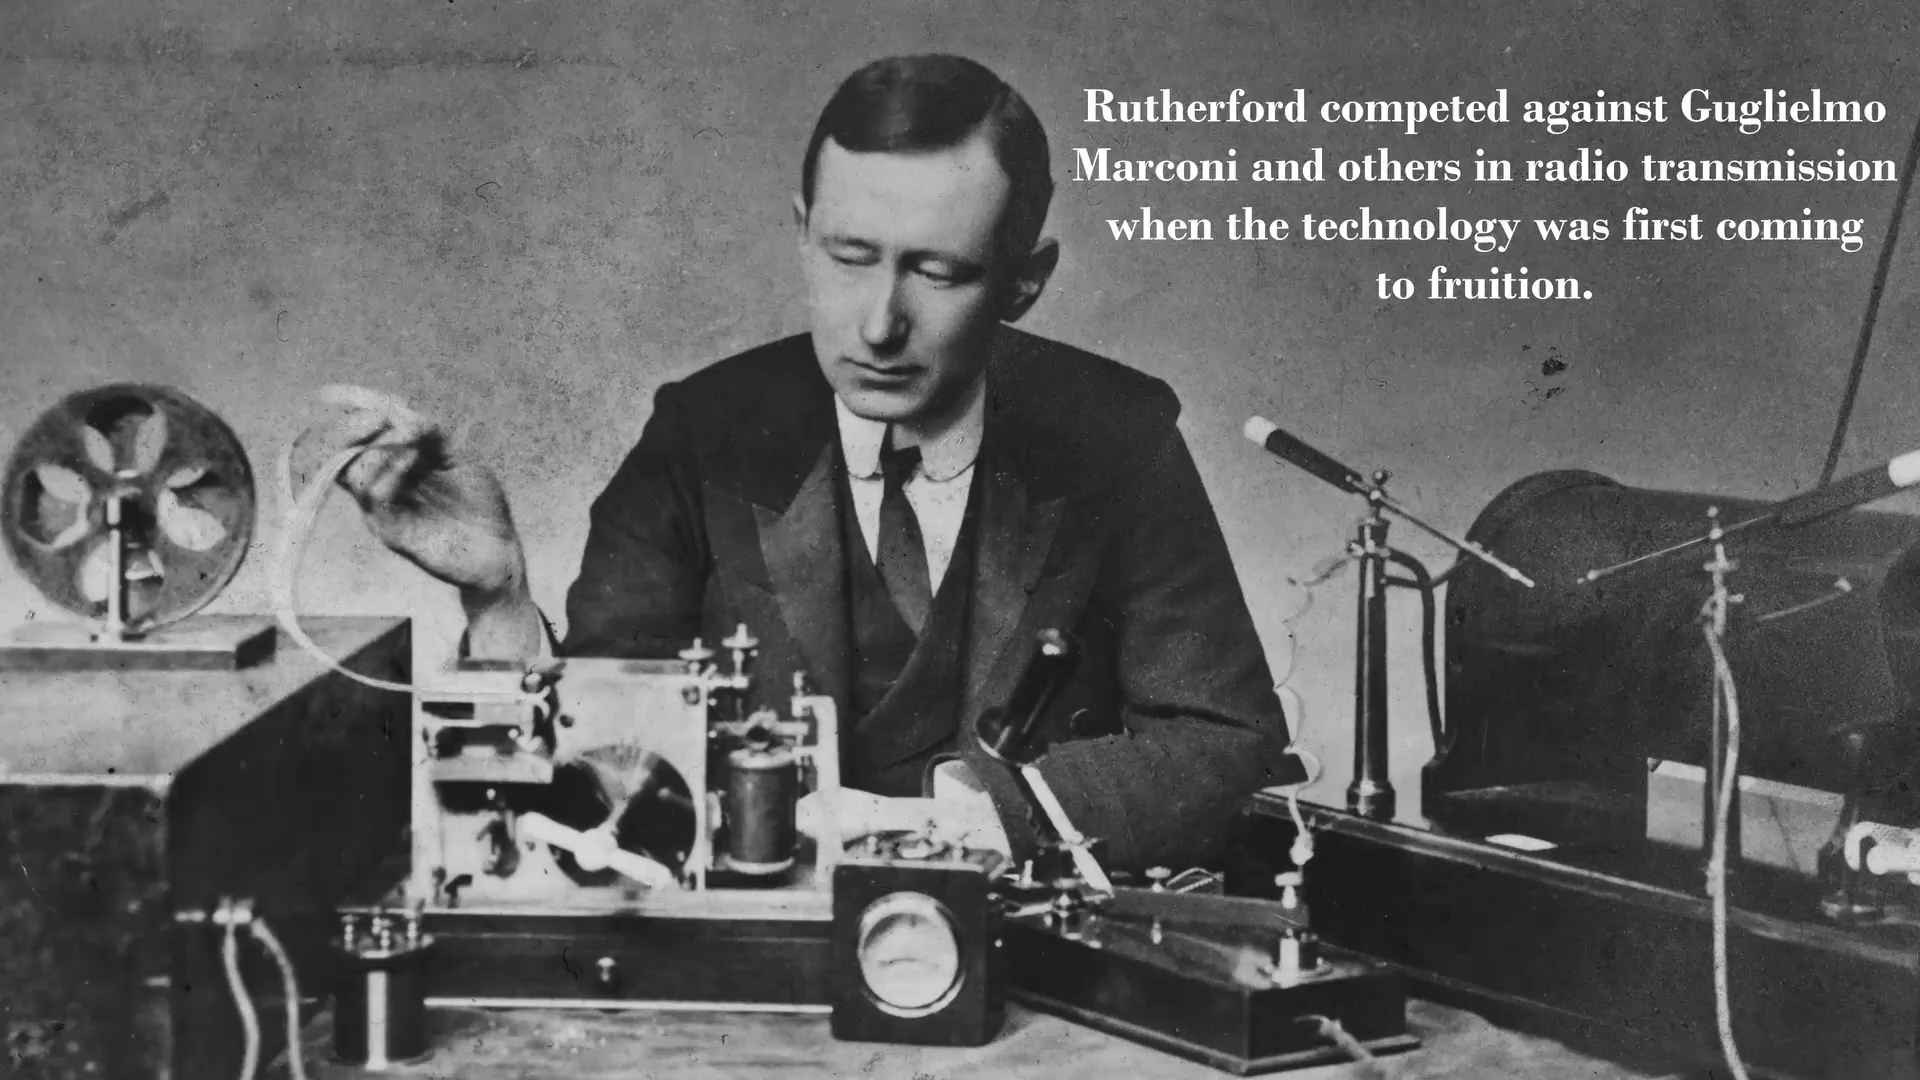 Rutherford competed against Guglielmo
Marconi and others in radio transmission
when the technology was first coming
to fruition.